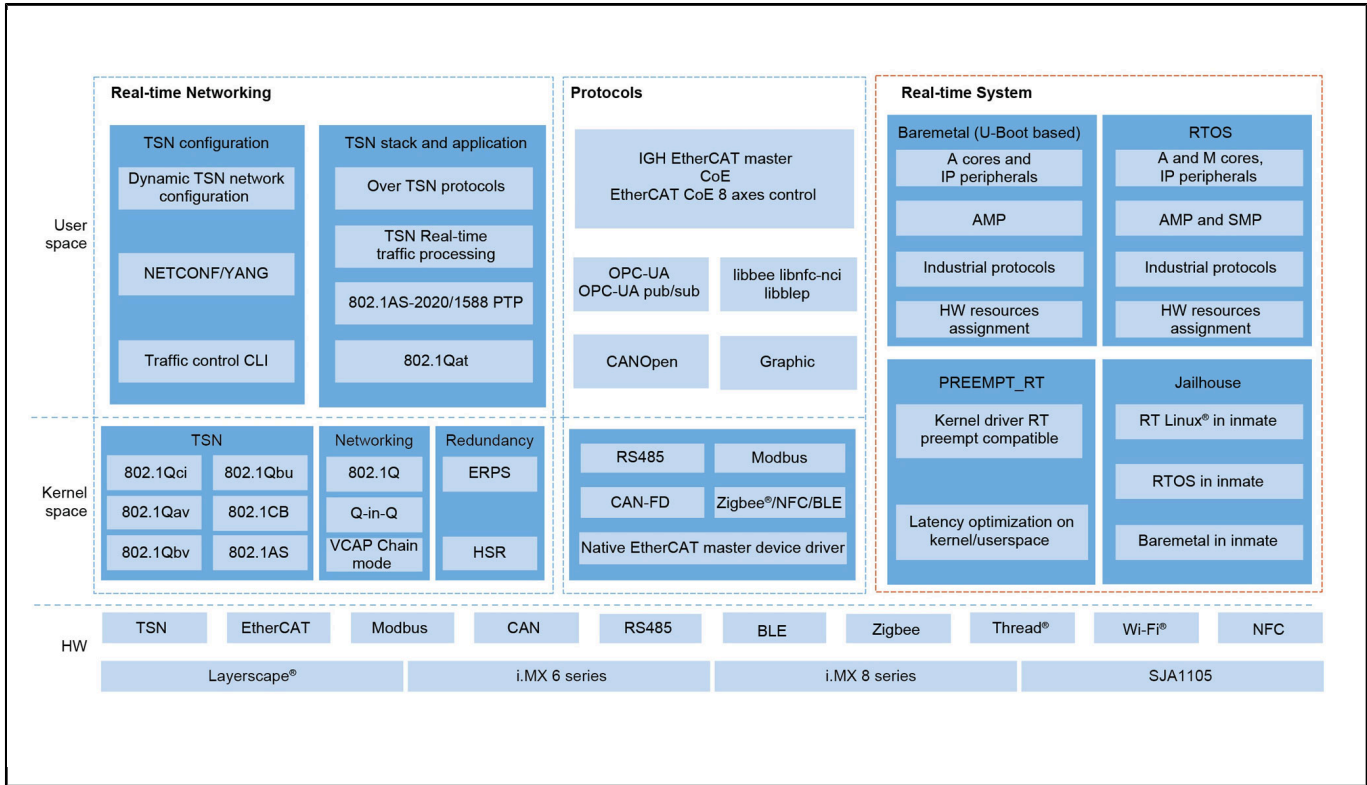 Real-time Networking
TSN configuration
Dynamic TSN network
configuration
NETCONF/YANG
Traffic control CLI
TSN stack and application
Over TSN protocols
TSN Real-time
traffic processing
802.1AS-2020/1588 PTP
802.1Qat
Protocols
IGH EtherCAT master
CoE
EtherCAT CoE 8 axes control
OPC-UA
OPC-UA pub/sub
libbee libnfc-nci
libblep
CANOpen
Graphic
Real-time System
Baremetal (U-Boot based)
A cores and
IP peripherals
AMP
Industrial protocols
HW resources
assignment
RTOS
A and M cores,
IP peripherals
AMP and SMP
Industrial protocols
HW resources
assignment
PREEMPT_RT
Kernel driver RT
preempt compatible
Latency optimization on
kernel/userspace
Jailhouse
RT Linux® in inmate
RTOS in inmate
Baremetal in inmate
User
space
Kernel
space
TSN
802.1Qci
802.1Qbu
802.1Qav
802.1CB
802.1Qbv
802.1AS
Networking
802.1Q
Q-in-Q
VCAP Chain
mode
Redundancy
ERPS
HSR
RS485
Modbus
CAN-FD
Zigbee®/NFC/BLE
Native EtherCAT master device driver
HW
TSN
EtherCAT
Modbus
CAN
RS485
BLE
Zigbee
Thread®
Wi-Fi®
NFC
Layerscape®
i.MX 6 series
i.MX 8 series
SJA1105